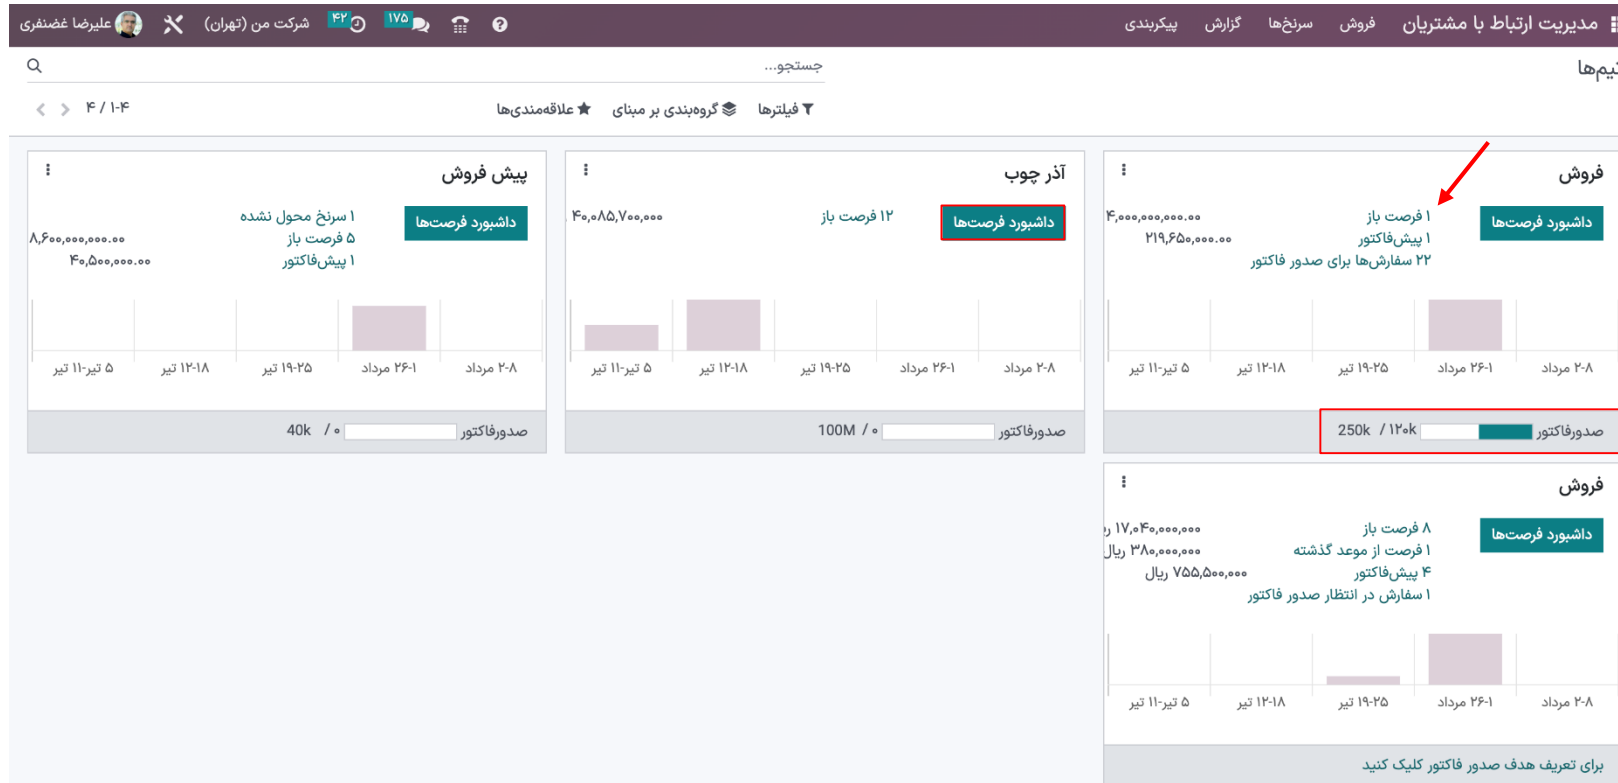 مدیریت ارتباط با مشتریان فروش سرنخ‌ها گزارش پیکربندی
۱۷۵ ۴۲ شرکت من (تهران) علیرضا غضنفری
تیم‌ها
جستجو...
فیلترها گروه‌بندی بر مبنای علاقه‌مندی‌ها
۱-۴ / ۴
فروش
داشبورد فرصت‌ها
۱ فرصت باز ۴,۰۰۰,۰۰۰,۰۰۰.۰۰
۱ پیش‌فاکتور ۲۱۹,۶۵۰,۰۰۰.۰۰
۲۲ سفارش‌ها برای صدور فاکتور
۲-۸ مرداد ۲۶-۱ مرداد ۱۹-۲۵ تیر ۱۲-۱۸ تیر ۵ تیر-۱۱ تیر
صدورفاکتور ۱۲۰k / 250k
آذر چوب
داشبورد فرصت‌ها
۱۲ فرصت باز ۴۰,۰۸۵,۷۰۰,۰۰۰
۲-۸ مرداد ۲۶-۱ مرداد ۱۹-۲۵ تیر ۱۲-۱۸ تیر ۵ تیر-۱۱ تیر
صدورفاکتور ۰ / 100M
پیش فروش
داشبورد فرصت‌ها
۱ سرنخ محول نشده
۵ فرصت باز ۸,۶۰۰,۰۰۰,۰۰۰.۰۰
۱ پیش‌فاکتور ۴۰,۵۰۰,۰۰۰.۰۰
۲-۸ مرداد ۲۶-۱ مرداد ۱۹-۲۵ تیر ۱۲-۱۸ تیر ۵ تیر-۱۱ تیر
صدورفاکتور ۰ / 40k
فروش
داشبورد فرصت‌ها
۸ فرصت باز ۱۷,۰۴۰,۰۰۰,۰۰۰
۱ فرصت از موعد گذشته ۳۸۰,۰۰۰,۰۰۰ ریال
۴ پیش‌فاکتور ۷۵۵,۵۰۰,۰۰۰ ریال
۱ سفارش در انتظار صدور فاکتور
۲-۸ مرداد ۲۶-۱ مرداد ۱۹-۲۵ تیر ۱۲-۱۸ تیر ۵ تیر-۱۱ تیر
برای تعریف هدف صدور فاکتور کلیک کنید